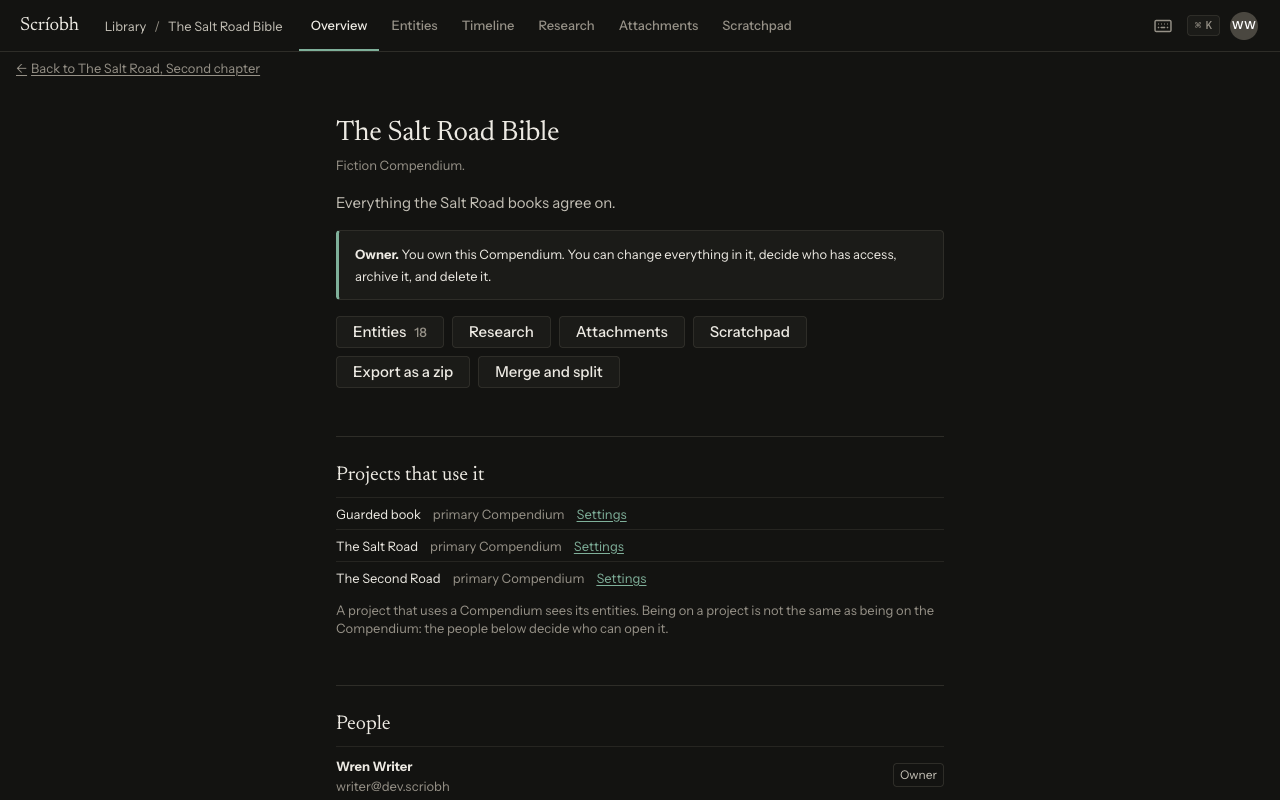 Scríobh
Library / The Salt Road Bible
Overview
Entities
Timeline
Research
Attachments
Scratchpad
⌘ K
WW
← Back to The Salt Road, Second chapter
The Salt Road Bible
Fiction Compendium.
Everything the Salt Road books agree on.
Owner. You own this Compendium. You can change everything in it, decide who has access,
archive it, and delete it.
Entities 18
Research
Attachments
Scratchpad
Export as a zip
Merge and split
Projects that use it
Guarded book primary Compendium Settings
The Salt Road primary Compendium Settings
The Second Road primary Compendium Settings
A project that uses a Compendium sees its entities. Being on a project is not the same as being on the
Compendium: the people below decide who can open it.
People
Wren Writer
writer@dev.scriobh
Owner